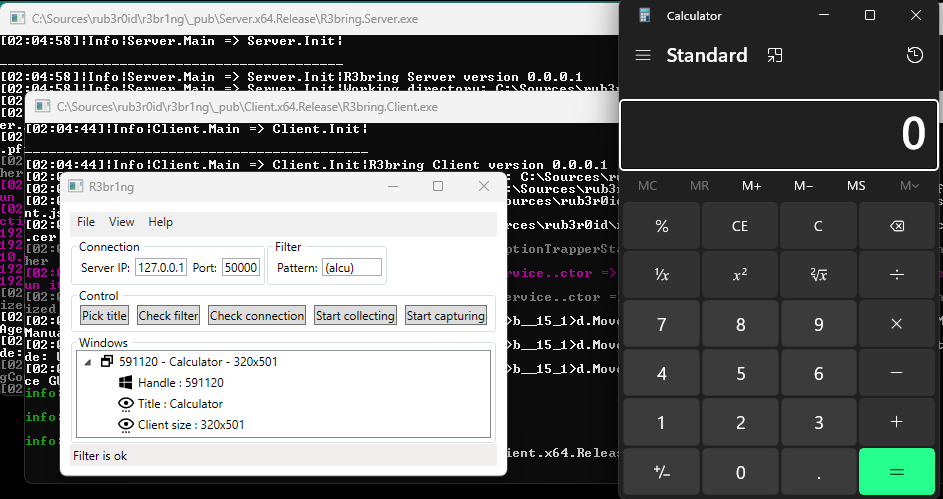 C:\Sources\rub3r0id\r3br1ng\_pub\Server.x64.Release\R3bring.Server.exe
[02:04:58]|Info|Server.Main => Server.Init|
[02:04:58]|Info|Server.Main => Server.Init|R3bring Server version 0.0.0.1
[02:04:58]|Info|Server.Main => Server.Init|Working directory: C:\Sources\rub3
C:\Sources\rub3r0id\r3br1ng\_pub\Client.x64.Release\R3bring.Client.exe
[02:04:44]|Info|Client.Main => Client.Init|
[02:04:44]|Info|Client.Main => Client.Init|R3bring Client version 0.0.0.1
R3br1ng
File View Help
Connection
Server IP: 127.0.0.1 Port: 50000
Filter
Pattern: (alcu)
Control
Pick title Check filter Check connection Start collecting Start capturing
Windows
591120 - Calculator - 320x501
Handle : 591120
Title : Calculator
Client size : 320x501
Filter is ok
: C:\Sources\rub3
ources\rub3r0id
ptionTrapperSta
ervice..ctor =>
ervice..ctor =
>b__15_1>d.Move
>b__15_1>d.Move
>b__15_1>d.Move
lient.x64.Relea
info:
info:
info:
Calculator
Standard
0
MC MR M+ M− MS M
% CE C
⅟x x² ²√x ÷
7 8 9 ×
4 5 6 −
1 2 3 +
+/− 0 . =